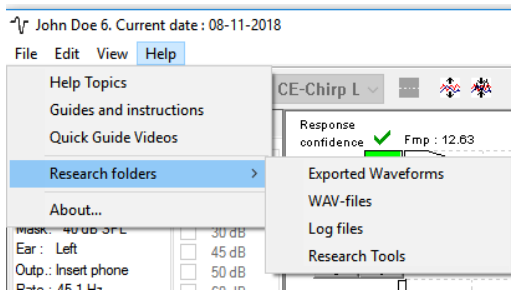 John Doe 6. Current date : 08-11-2018
File Edit View Help
Help Topics
Guides and instructions
Quick Guide Videos
Research folders
About...
CE-Chirp L
Response
confidence Fmp : 12.63
Exported Waveforms
WAV-files
Log files
Research Tools
Mask: 40 dB SPL
30 dB
Ear : Left
45 dB
Outp.: Insert phone
50 dB
Rate : 45.1 Hz
60 dB